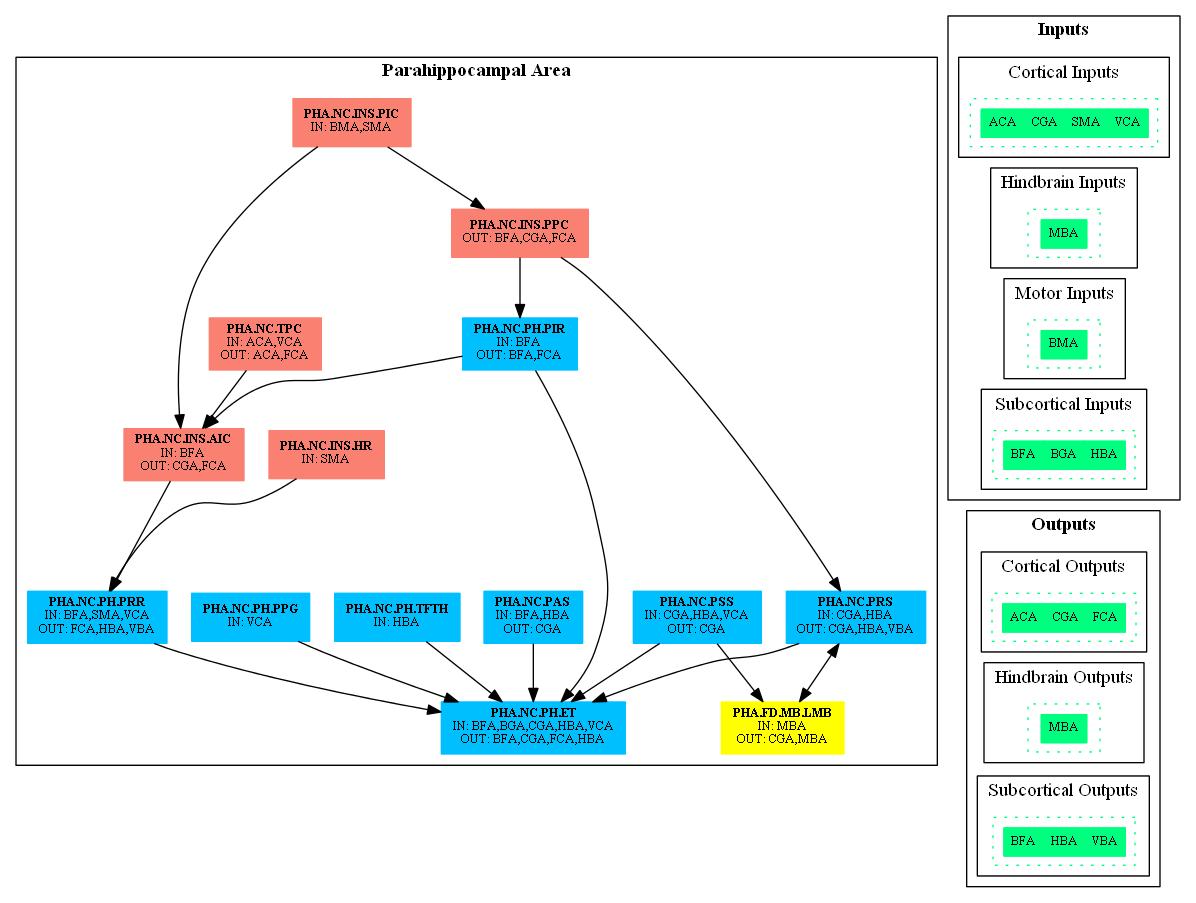 Parahippocampal Area
PHA.NC.INS.PIC
IN: BMA,SMA
PHA.NC.INS.PPC
OUT: BFA,CGA,FCA
PHA.NC.TPC
IN: ACA,VCA
OUT: ACA,FCA
PHA.NC.PH.PIR
IN: BFA
OUT: BFA,FCA
PHA.NC.INS.AIC
IN: BFA
OUT: CGA,FCA
PHA.NC.INS.HR
IN: SMA
PHA.NC.PH.PRR
IN: BFA,SMA,VCA
OUT: FCA,HBA,VBA
PHA.NC.PH.PPG
IN: VCA
PHA.NC.PH.TFTH
IN: HBA
PHA.NC.PAS
IN: BFA,HBA
OUT: CGA
PHA.NC.PSS
IN: CGA,HBA,VCA
OUT: CGA
PHA.NC.PRS
IN: CGA,HBA
OUT: CGA,HBA,VBA
PHA.NC.PH.ET
IN: BFA,BGA,CGA,HBA,VCA
OUT: BFA,CGA,FCA,HBA
PHA.FD.MB.LMB
IN: MBA
OUT: CGA,MBA
Inputs
Cortical Inputs
ACA CGA SMA VCA
Hindbrain Inputs
MBA
Motor Inputs
BMA
Subcortical Inputs
BFA BGA HBA
Outputs
Cortical Outputs
ACA CGA FCA
Hindbrain Outputs
MBA
Subcortical Outputs
BFA HBA VBA